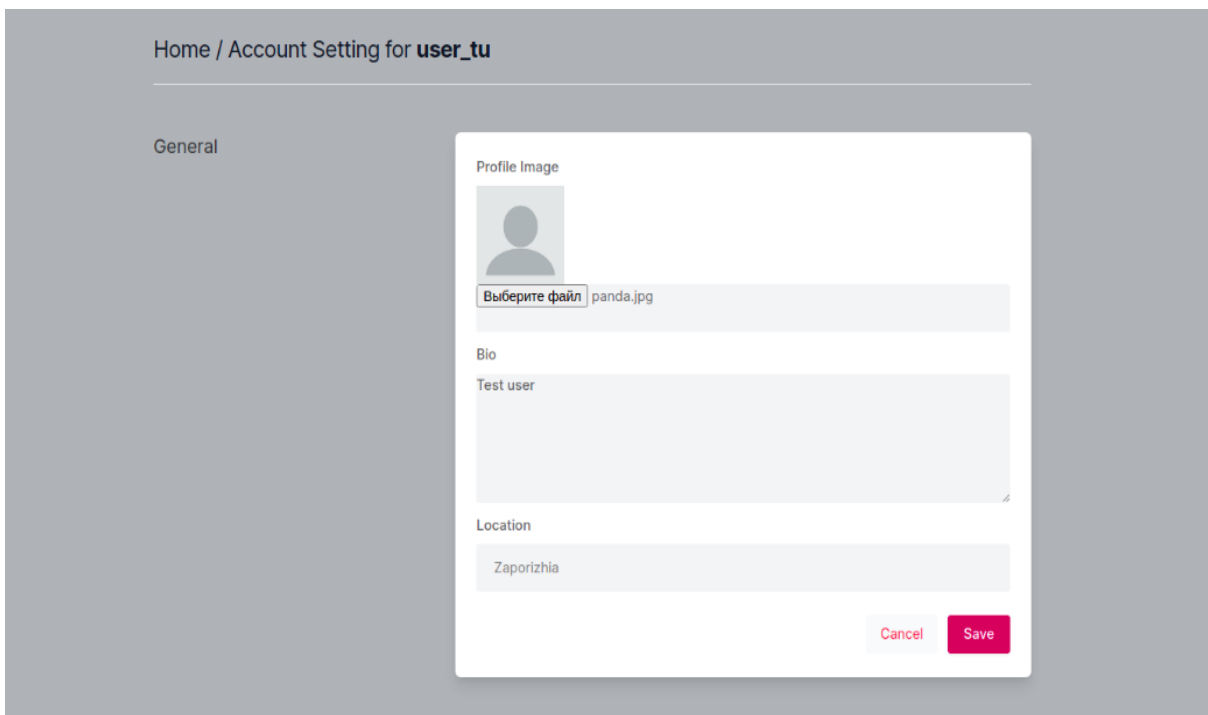 Home / Account Setting for user_tu
General
Profile Image
Выберите файл panda.jpg
Bio
Test user
Location
Zaporizhia
Cancel Save